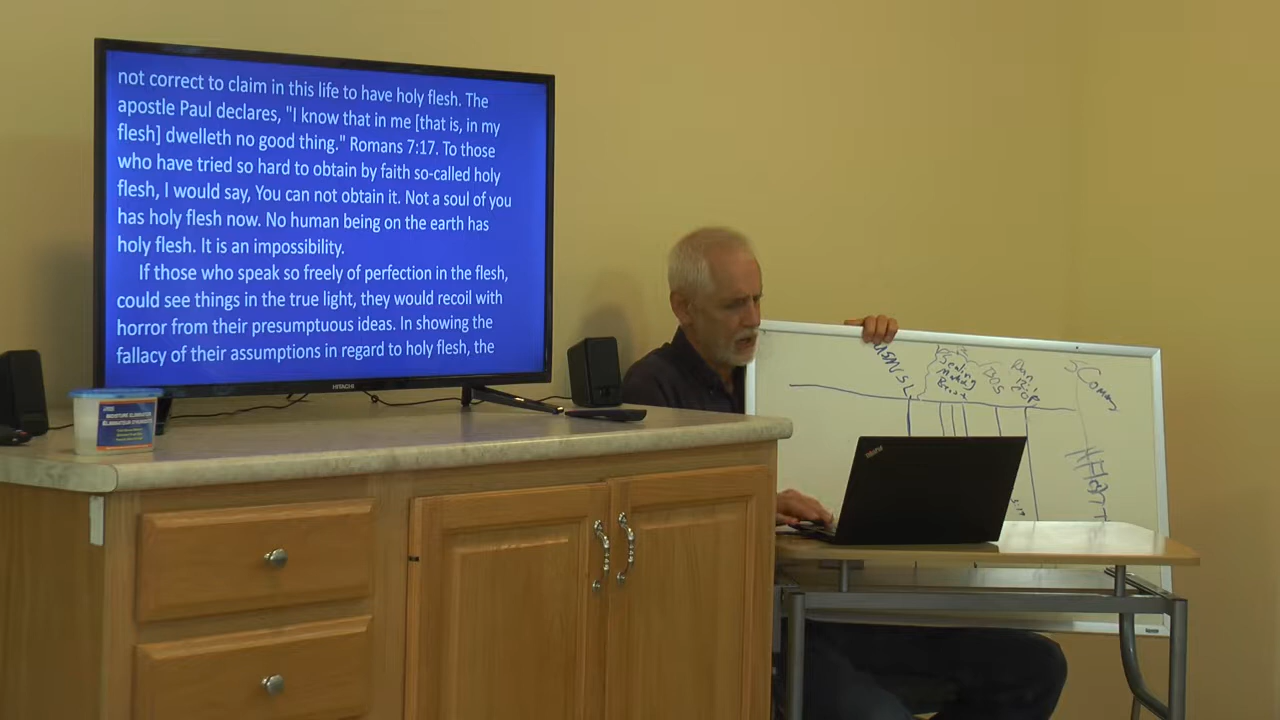 not correct to claim in this life to have holy flesh. The
apostle Paul declares, "I know that in me [that is, in my
flesh] dwelleth no good thing." Romans 7:17. To those
who have tried so hard to obtain by faith so-called holy
flesh, I would say, You can not obtain it. Not a soul of you
has holy flesh now. No human being on the earth has
holy flesh. It is an impossibility.
If those who speak so freely of perfection in the flesh,
could see things in the true light, they would recoil with
horror from their presumptuous ideas. In showing the
fallacy of their assumptions in regard to holy flesh, the
HITACHI
Sealing